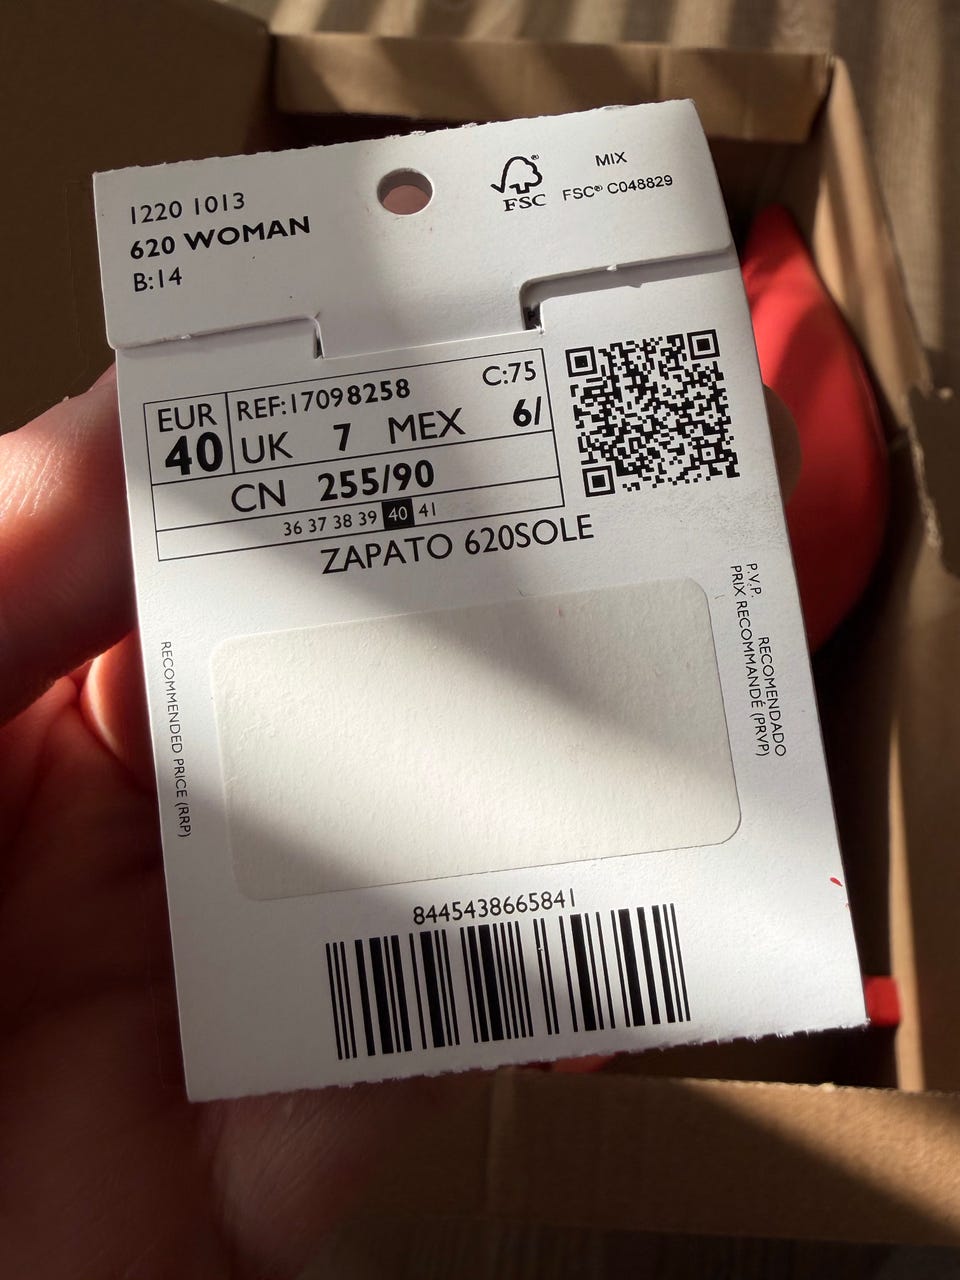 1220 1013
620 WOMAN
B:14
FSC®
MIX
FSC® C048829
EUR
40
REF:17098258
C:75
UK 7 MEX 6/
CN 255/90
36 37 38 39 40 41
ZAPATO 620SOLE
P.V.P. RECOMENDADO
PRIX RECOMMANDÉ (PRVP)
RECOMMENDED PRICE (RRP)
8445438665841